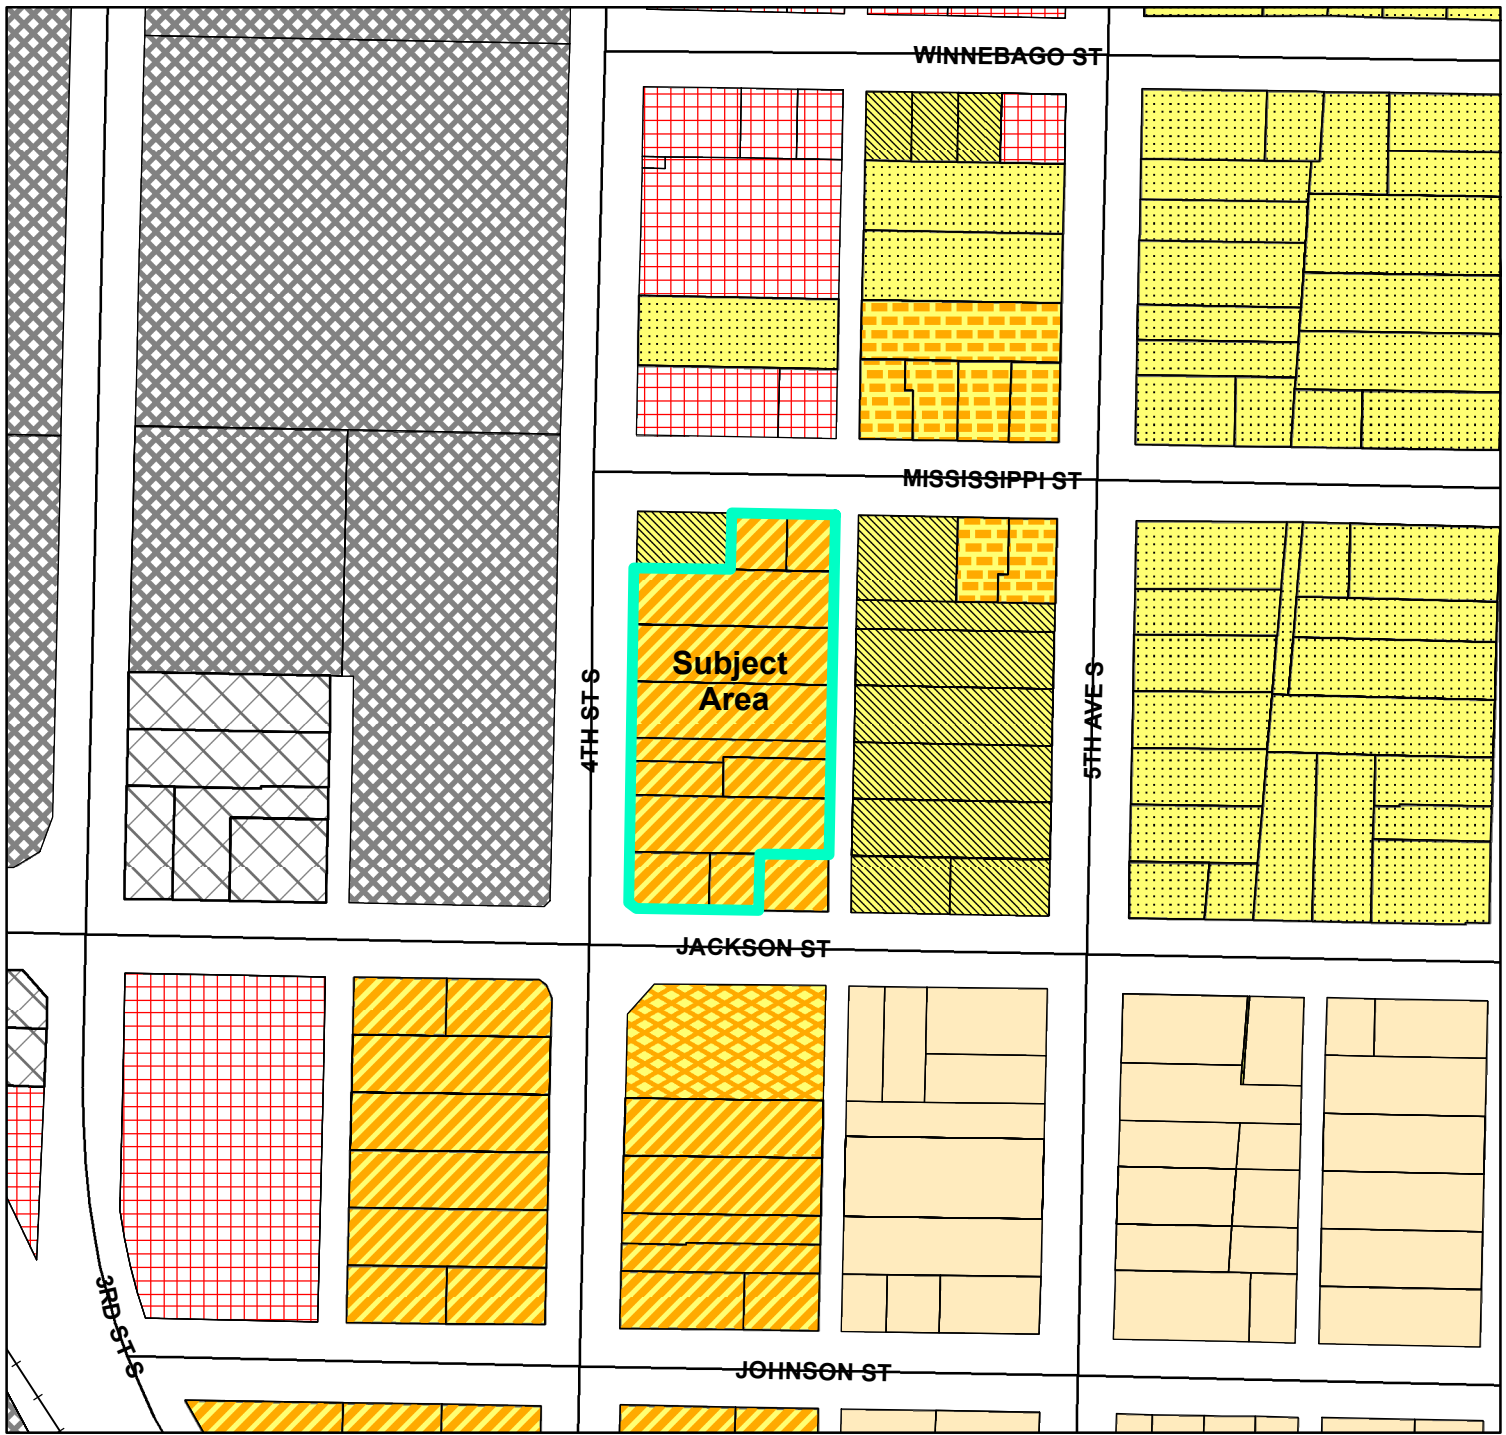 WINNEBAGO ST
MISSISSIPPI ST
Subject
Area
4TH ST S
5TH AVE S
JACKSON ST
3RD ST S
JOHNSON ST